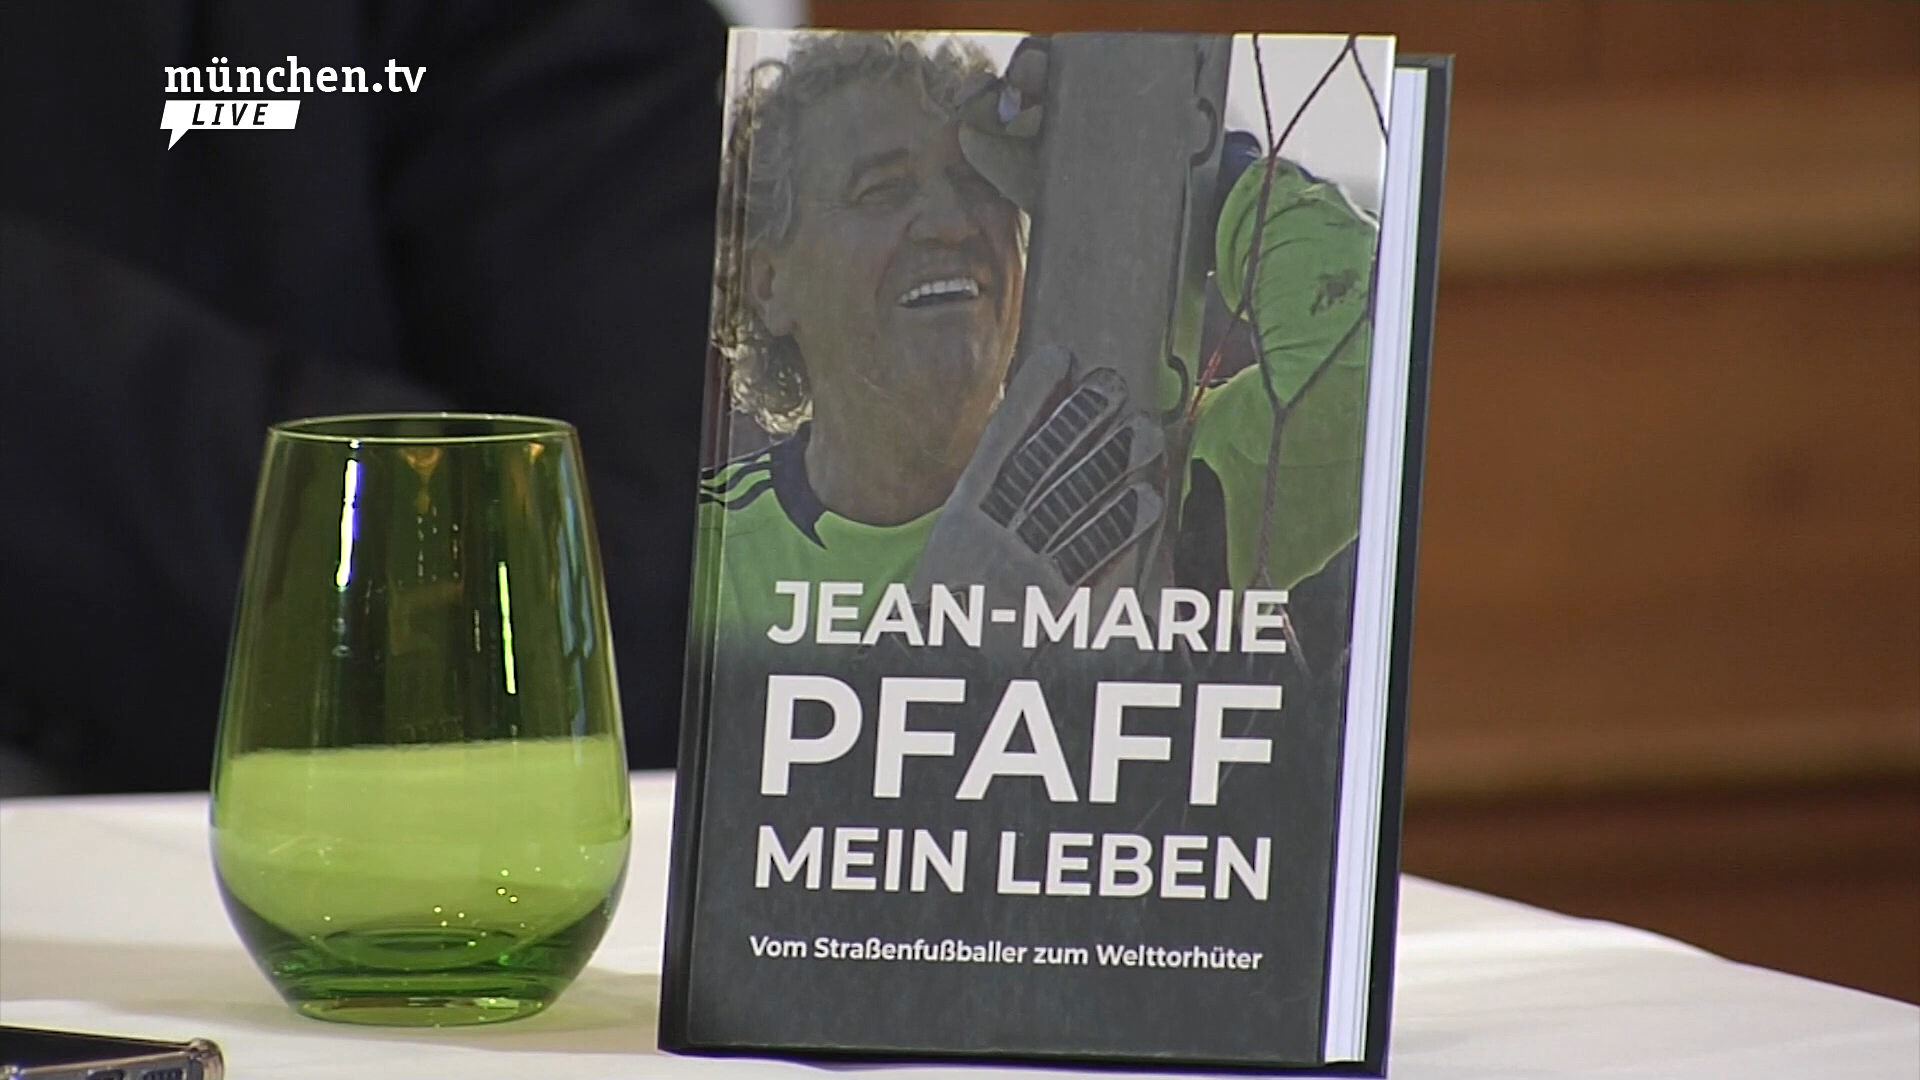 münchen.tv
LIVE
JEAN-MARIE
PFAFF
MEIN LEBEN
Vom Straßenfußballer zum Welttorhüter